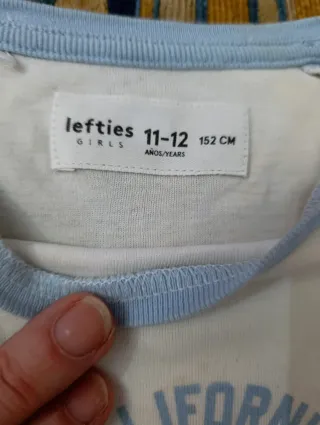 lefties 11-12 152 CM
GIRLS AÑOS/YEARS